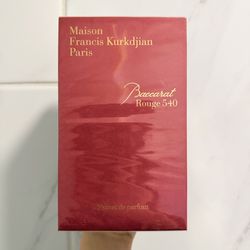 Maison
Francis Kurkdjian
Paris
Baccarat
Rouge 540
Extrait de parfum